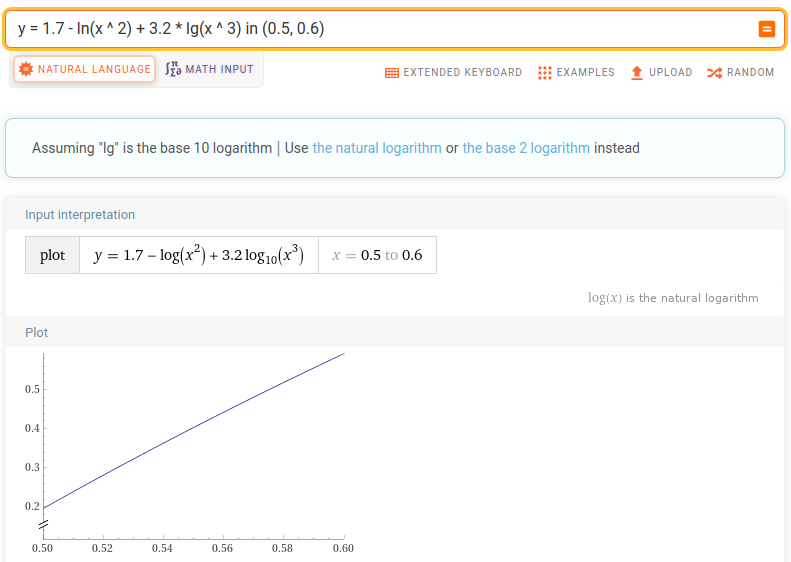 y = 1.7 - ln(x ^ 2) + 3.2 * lg(x ^ 3) in (0.5, 0.6)
NATURAL LANGUAGE
MATH INPUT
EXTENDED KEYBOARD
EXAMPLES
UPLOAD
RANDOM
Assuming "lg" is the base 10 logarithm | Use the natural logarithm or the base 2 logarithm instead
Input interpretation
plot y = 1.7 − log(x²) + 3.2 log₁₀(x³) x = 0.5 to 0.6
log(x) is the natural logarithm
Plot
0.5
0.4
0.3
0.2
0.50 0.52 0.54 0.56 0.58 0.60